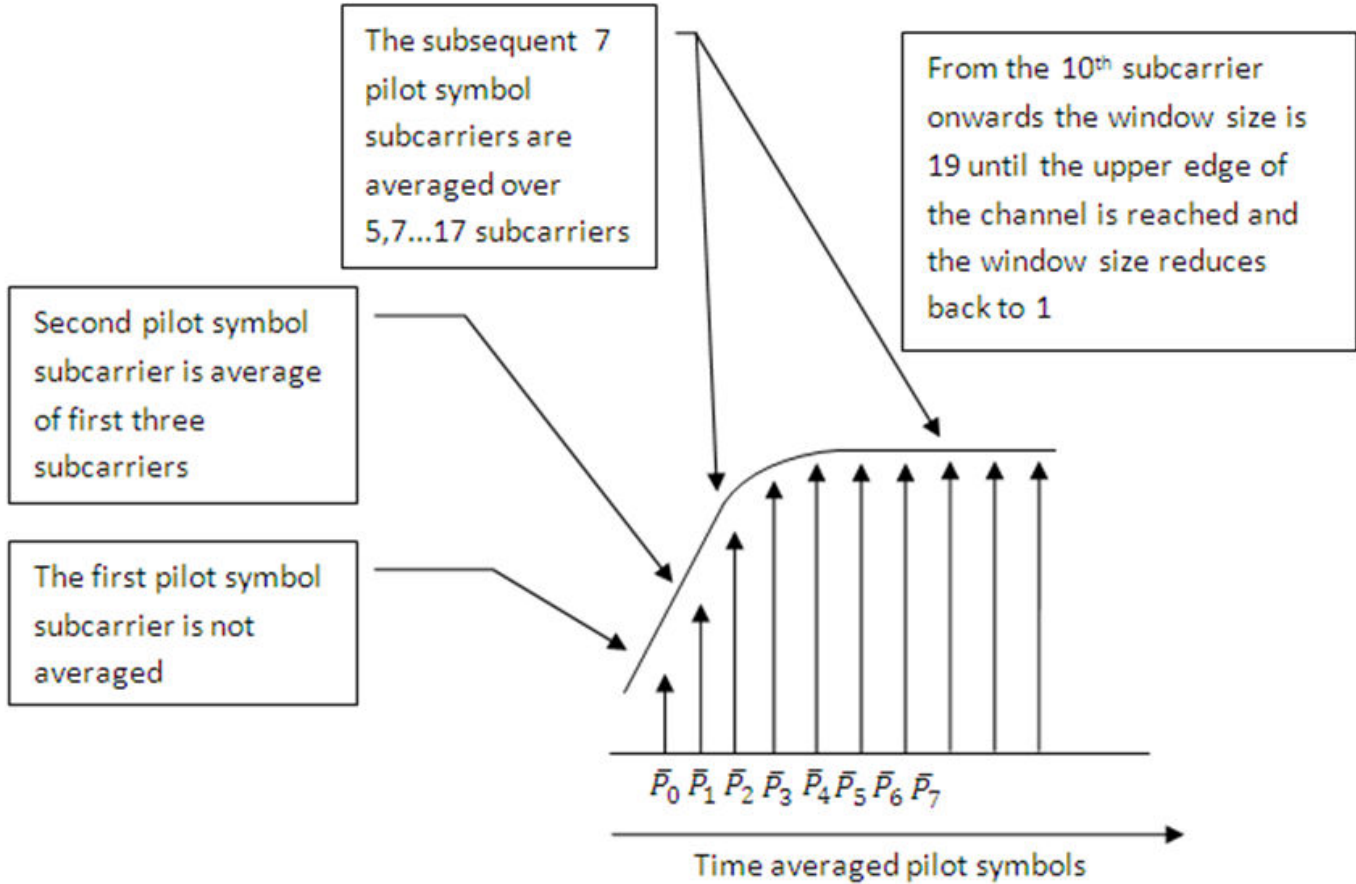 The subsequent 7
pilot symbol
subcarriers are
averaged over
5,7...17 subcarriers
From the 10th subcarrier
onwards the window size is
19 until the upper edge of
the channel is reached and
the window size reduces
back to 1
Second pilot symbol
subcarrier is average
of first three
subcarriers
The first pilot symbol
subcarrier is not
averaged
P̄₀ P̄₁ P̄₂ P̄₃ P̄₄ P̄₅ P̄₆ P̄₇
Time averaged pilot symbols